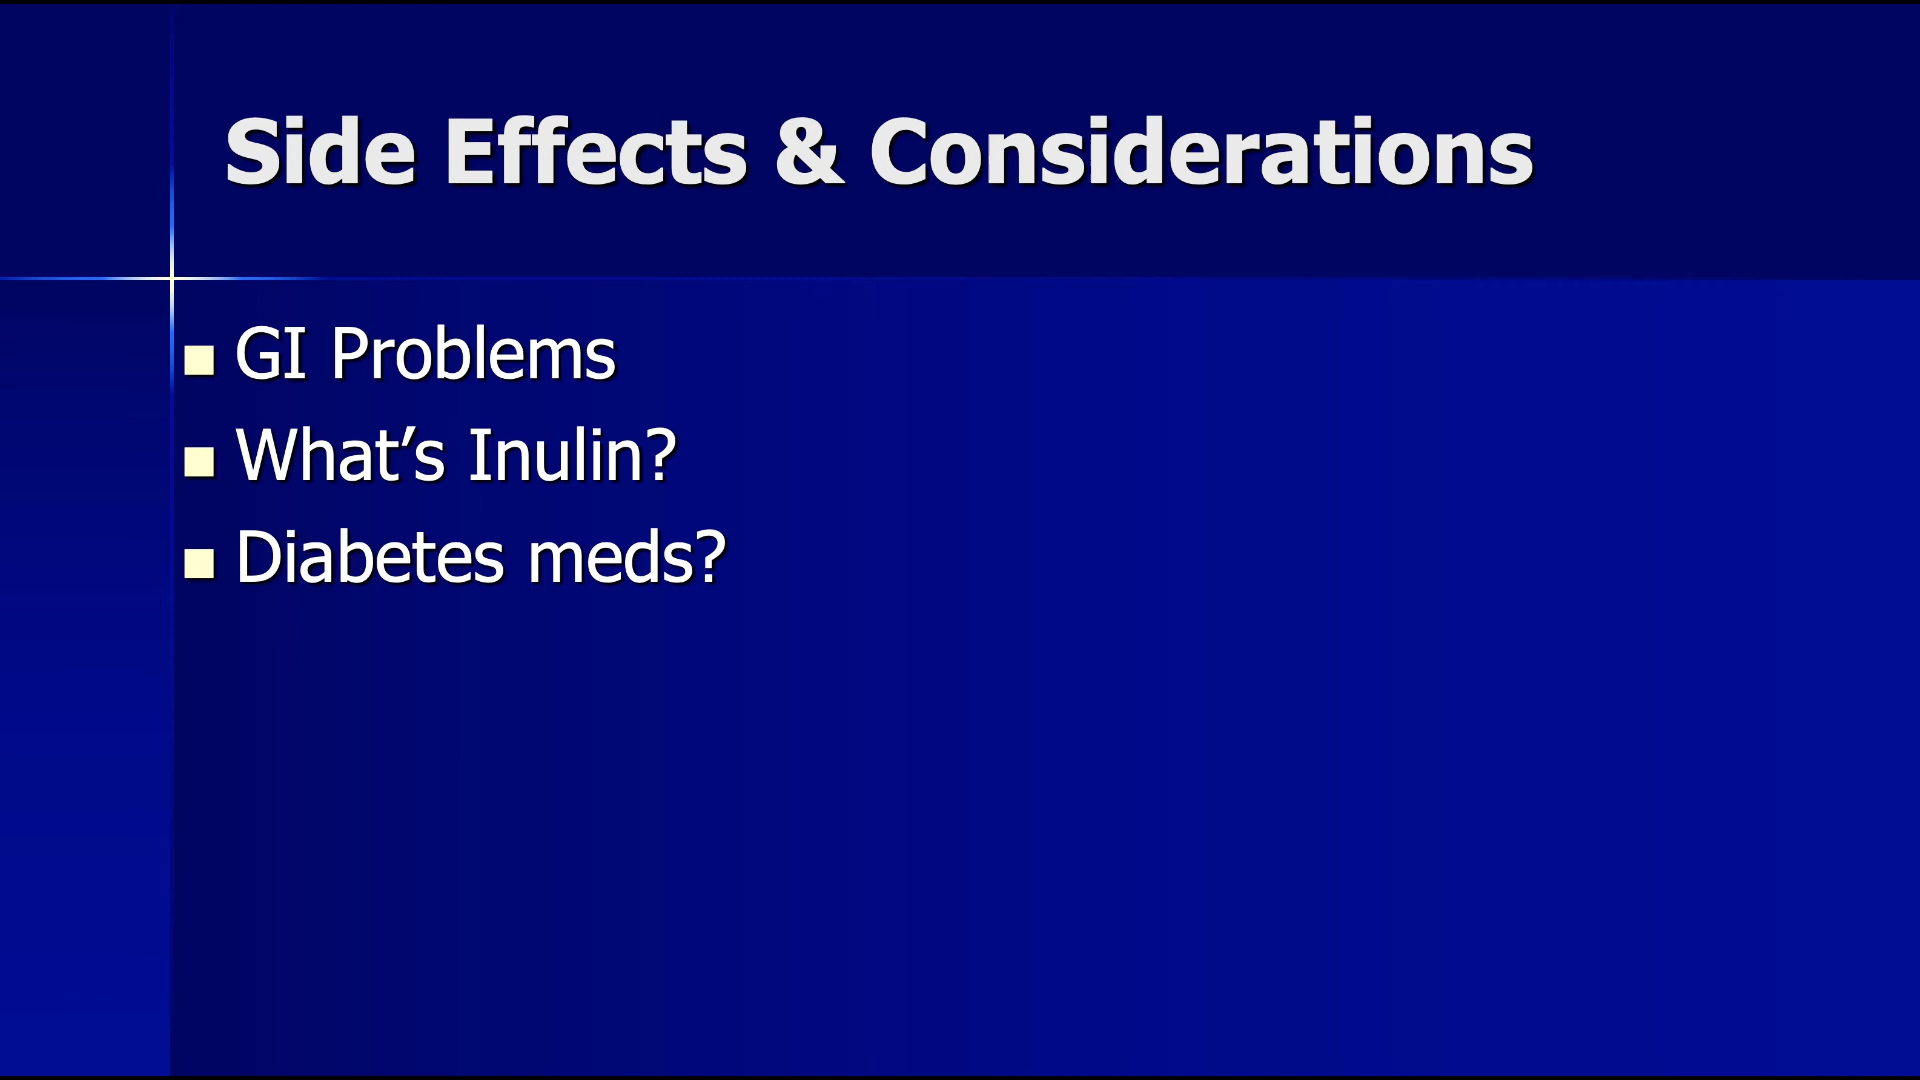 Side Effects & Considerations
GI Problems
What’s Inulin?
Diabetes meds?